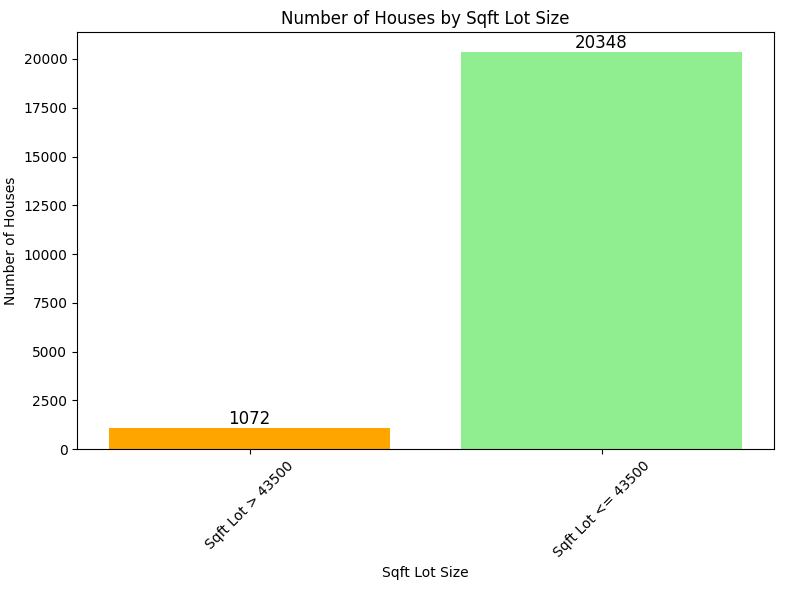 Number of Houses by Sqft Lot Size
Number of Houses
20000
17500
15000
12500
10000
7500
5000
2500
0
1072
20348
Sqft Lot > 43500
Sqft Lot <= 43500
Sqft Lot Size